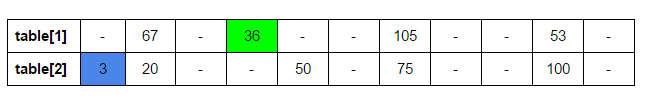 table[1] - 67 - 36 - - 105 - - 53 -
table[2] 3 20 - - 50 - 75 - - 100 -